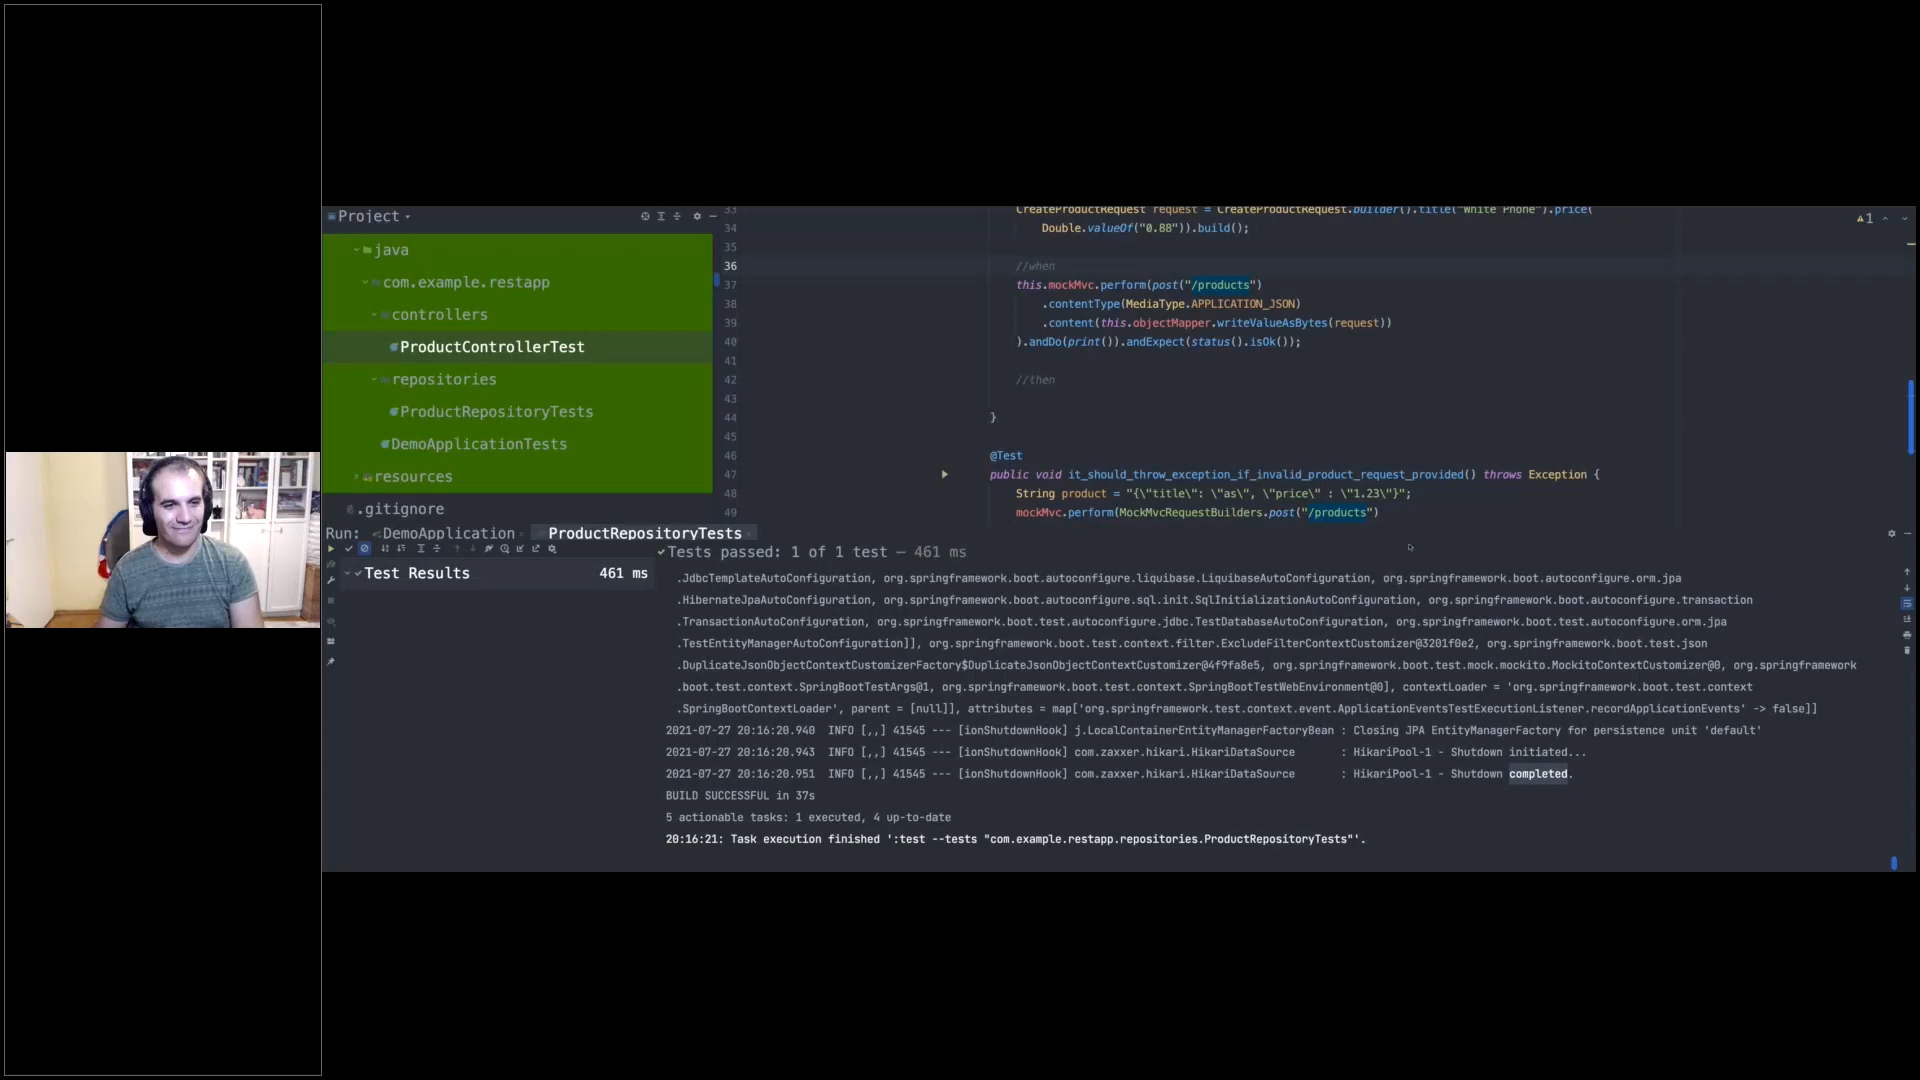 Project
java
com.example.restapp
controllers
ProductControllerTest
repositories
ProductRepositoryTests
DemoApplicationTests
resources
.gitignore
33 CreateProductRequest request = CreateProductRequest.builder().title("White Phone").price(
34 Double.valueOf("0.88")).build();
35
36 //when
37 this.mockMvc.perform(post("/products")
38 .contentType(MediaType.APPLICATION_JSON)
39 .content(this.objectMapper.writeValueAsBytes(request))
40 ).andDo(print()).andExpect(status().isOk());
41
42 //then
43
44 }
45
46 @Test
47 public void it_should_throw_exception_if_invalid_product_request_provided() throws Exception {
48 String product = "{\"title\": \"as\", \"price\" : \"1.23\"}";
49 mockMvc.perform(MockMvcRequestBuilders.post("/products")
1
Run: DemoApplication ProductRepositoryTests
Test Results 461 ms
Tests passed: 1 of 1 test – 461 ms
.JdbcTemplateAutoConfiguration, org.springframework.boot.autoconfigure.liquibase.LiquibaseAutoConfiguration, org.springframework.boot.autoconfigure.orm.jpa
.HibernateJpaAutoConfiguration, org.springframework.boot.autoconfigure.sql.init.SqlInitializationAutoConfiguration, org.springframework.boot.autoconfigure.transaction
.TransactionAutoConfiguration, org.springframework.boot.test.autoconfigure.jdbc.TestDatabaseAutoConfiguration, org.springframework.boot.test.autoconfigure.orm.jpa
.TestEntityManagerAutoConfiguration]], org.springframework.boot.test.context.filter.ExcludeFilterContextCustomizer@3201f0e2, org.springframework.boot.test.json
.DuplicateJsonObjectContextCustomizerFactory$DuplicateJsonObjectContextCustomizer@4f9fa8e5, org.springframework.boot.test.mock.mockito.MockitoContextCustomizer@0, org.springframework
.boot.test.context.SpringBootTestArgs@1, org.springframework.boot.test.context.SpringBootTestWebEnvironment@0], contextLoader = 'org.springframework.boot.test.context
.SpringBootContextLoader', parent = [null]], attributes = map['org.springframework.test.context.event.ApplicationEventsTestExecutionListener.recordApplicationEvents' -> false]]
2021-07-27 20:16:20.940 INFO [,,] 41545 --- [ionShutdownHook] j.LocalContainerEntityManagerFactoryBean : Closing JPA EntityManagerFactory for persistence unit 'default'
2021-07-27 20:16:20.943 INFO [,,] 41545 --- [ionShutdownHook] com.zaxxer.hikari.HikariDataSource : HikariPool-1 - Shutdown initiated...
2021-07-27 20:16:20.951 INFO [,,] 41545 --- [ionShutdownHook] com.zaxxer.hikari.HikariDataSource : HikariPool-1 - Shutdown completed.
BUILD SUCCESSFUL in 37s
5 actionable tasks: 1 executed, 4 up-to-date
20:16:21: Task execution finished ':test --tests "com.example.restapp.repositories.ProductRepositoryTests"'.